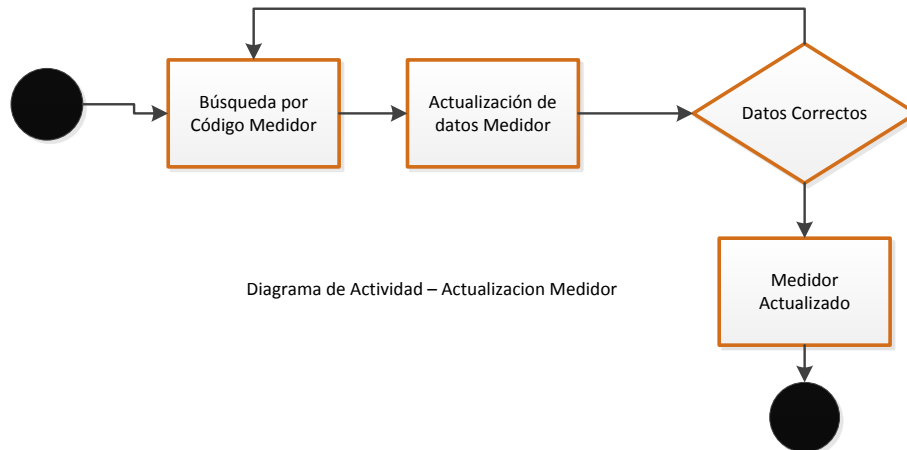 Búsqueda por
Código Medidor
Actualización de
datos Medidor
Datos Correctos
Medidor
Actualizado
Diagrama de Actividad – Actualizacion Medidor